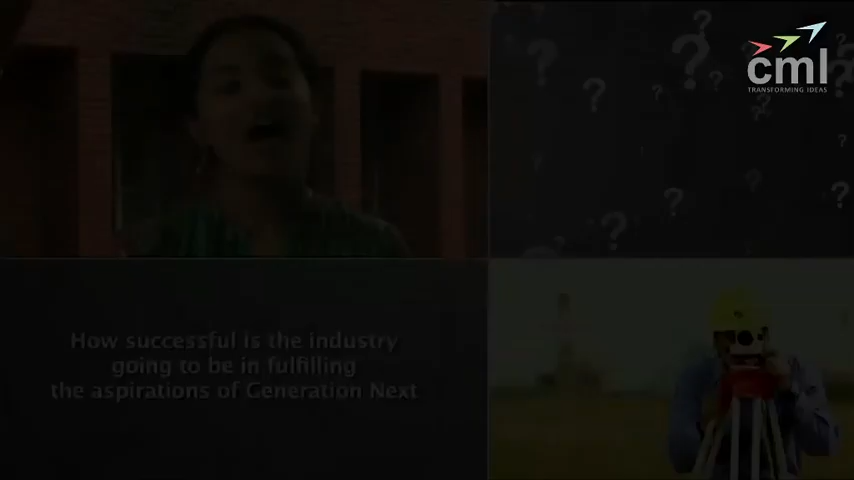 cml
TRANSFORMING IDEAS
How successful is the industry
going to be in fulfilling
the aspirations of Generation Next